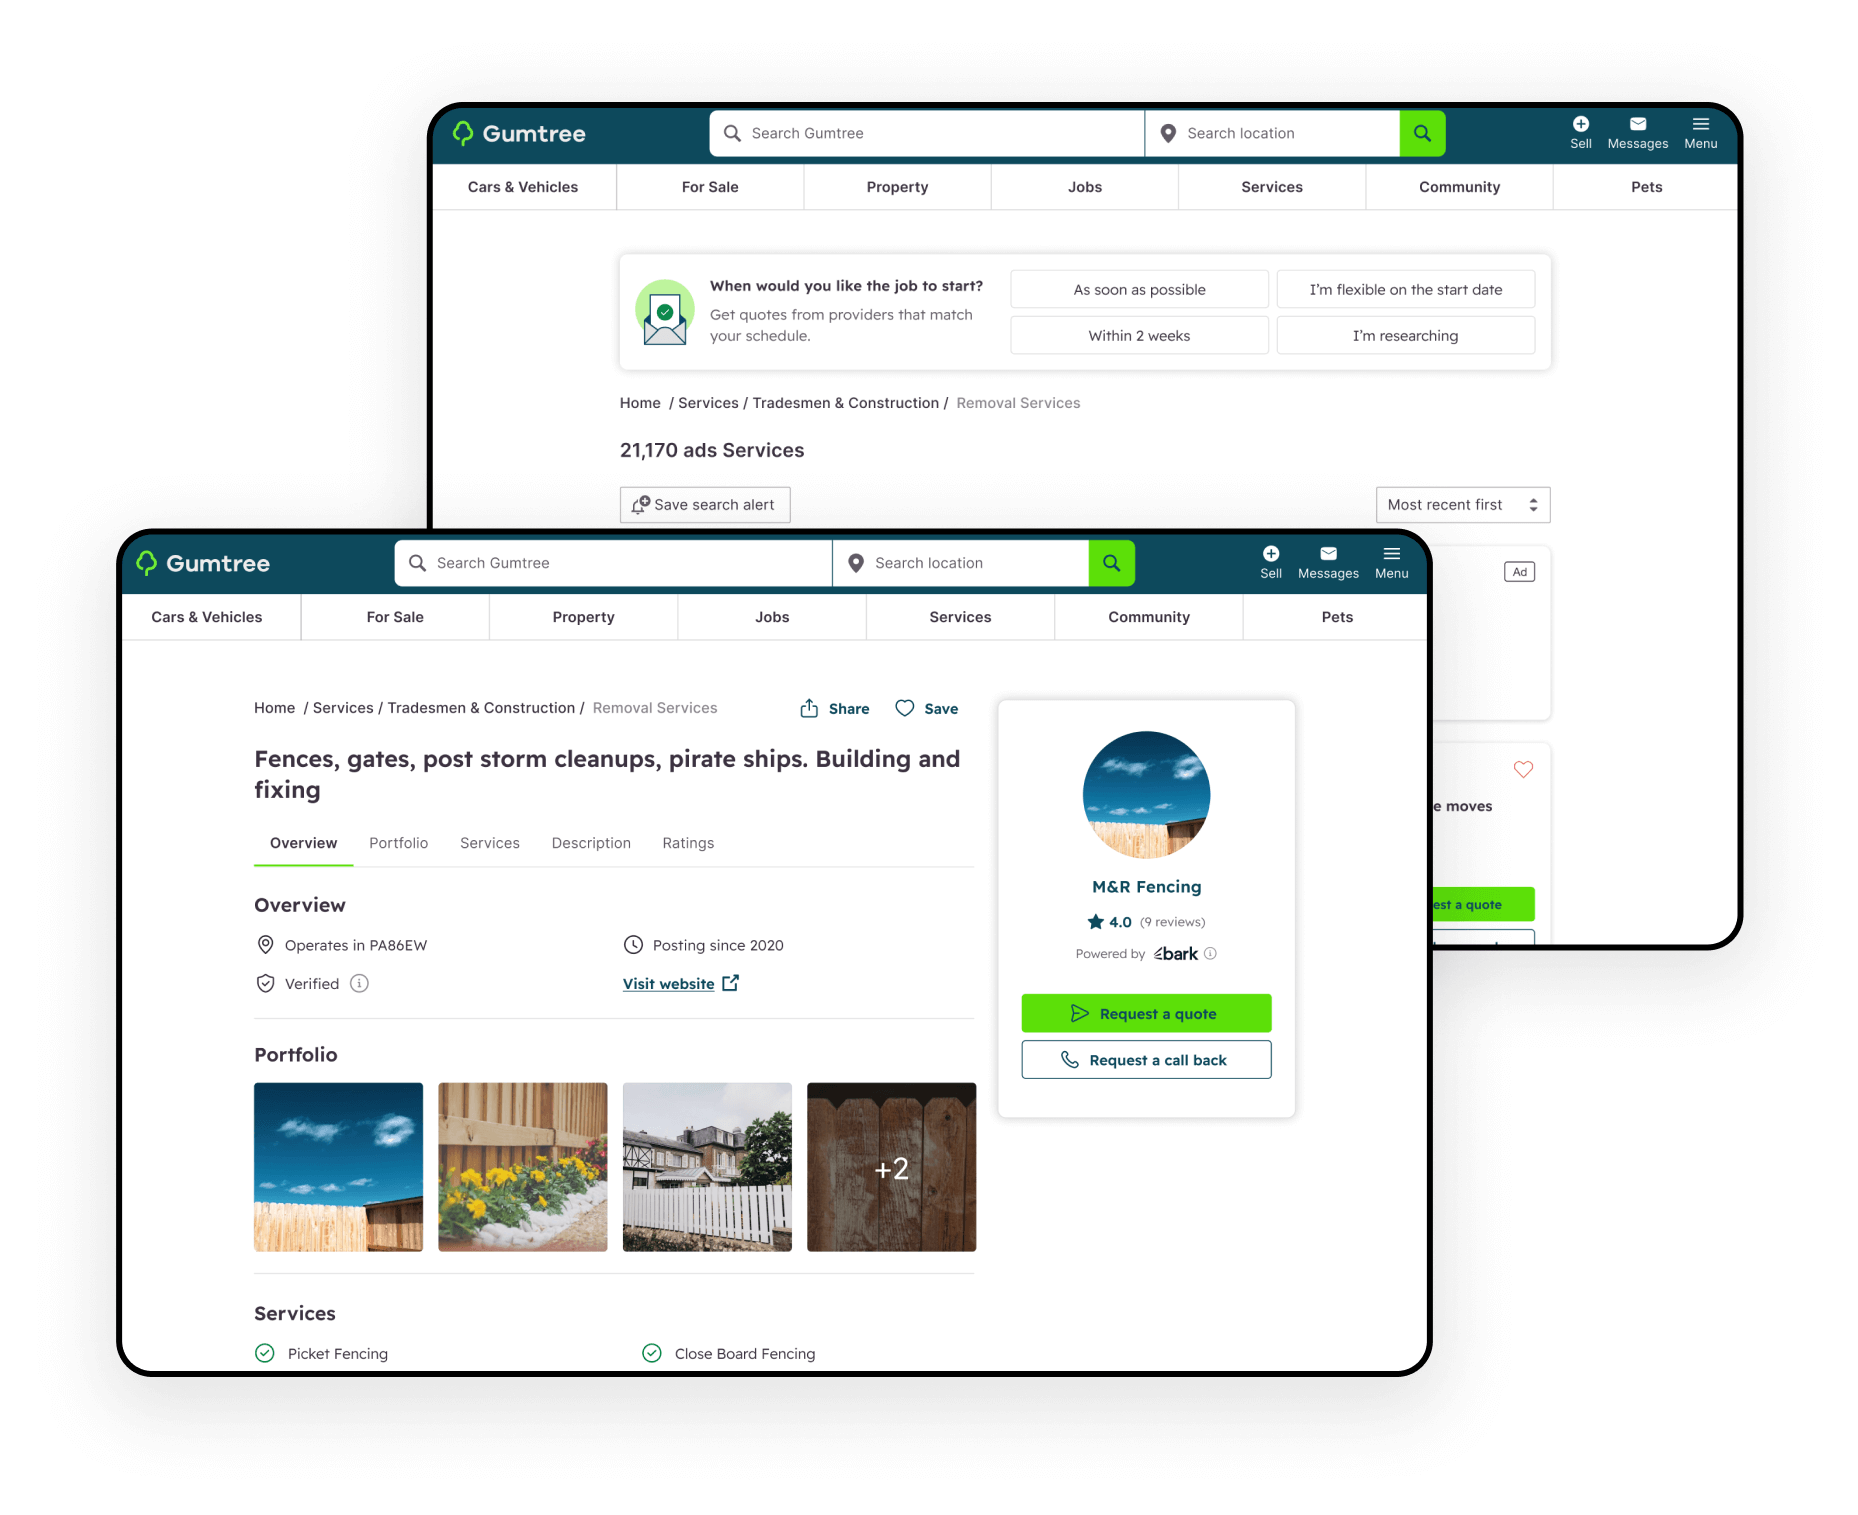 Gumtree
Search Gumtree
Search location
Sell
Messages
Menu
Cars & Vehicles
For Sale
Property
Jobs
Services
Community
Pets
When would you like the job to start?
Get quotes from providers that match
your schedule.
As soon as possible
I'm flexible on the start date
Within 2 weeks
I'm researching
Home / Services / Tradesmen & Construction / Removal Services
21,170 ads Services
Save search alert
Most recent first
Ad
moves
a quote
Gumtree
Search Gumtree
Search location
Sell
Messages
Menu
Cars & Vehicles
For Sale
Property
Jobs
Services
Community
Pets
Home / Services / Tradesmen & Construction / Removal Services
Share
Save
Fences, gates, post storm cleanups, pirate ships. Building and
fixing
Overview
Portfolio
Services
Description
Ratings
Overview
Operates in PA86EW
Posting since 2020
Verified
Visit website
Portfolio
+2
Services
Picket Fencing
Close Board Fencing
M&R Fencing
4.0 (9 reviews)
Powered by bark
Request a quote
Request a call back